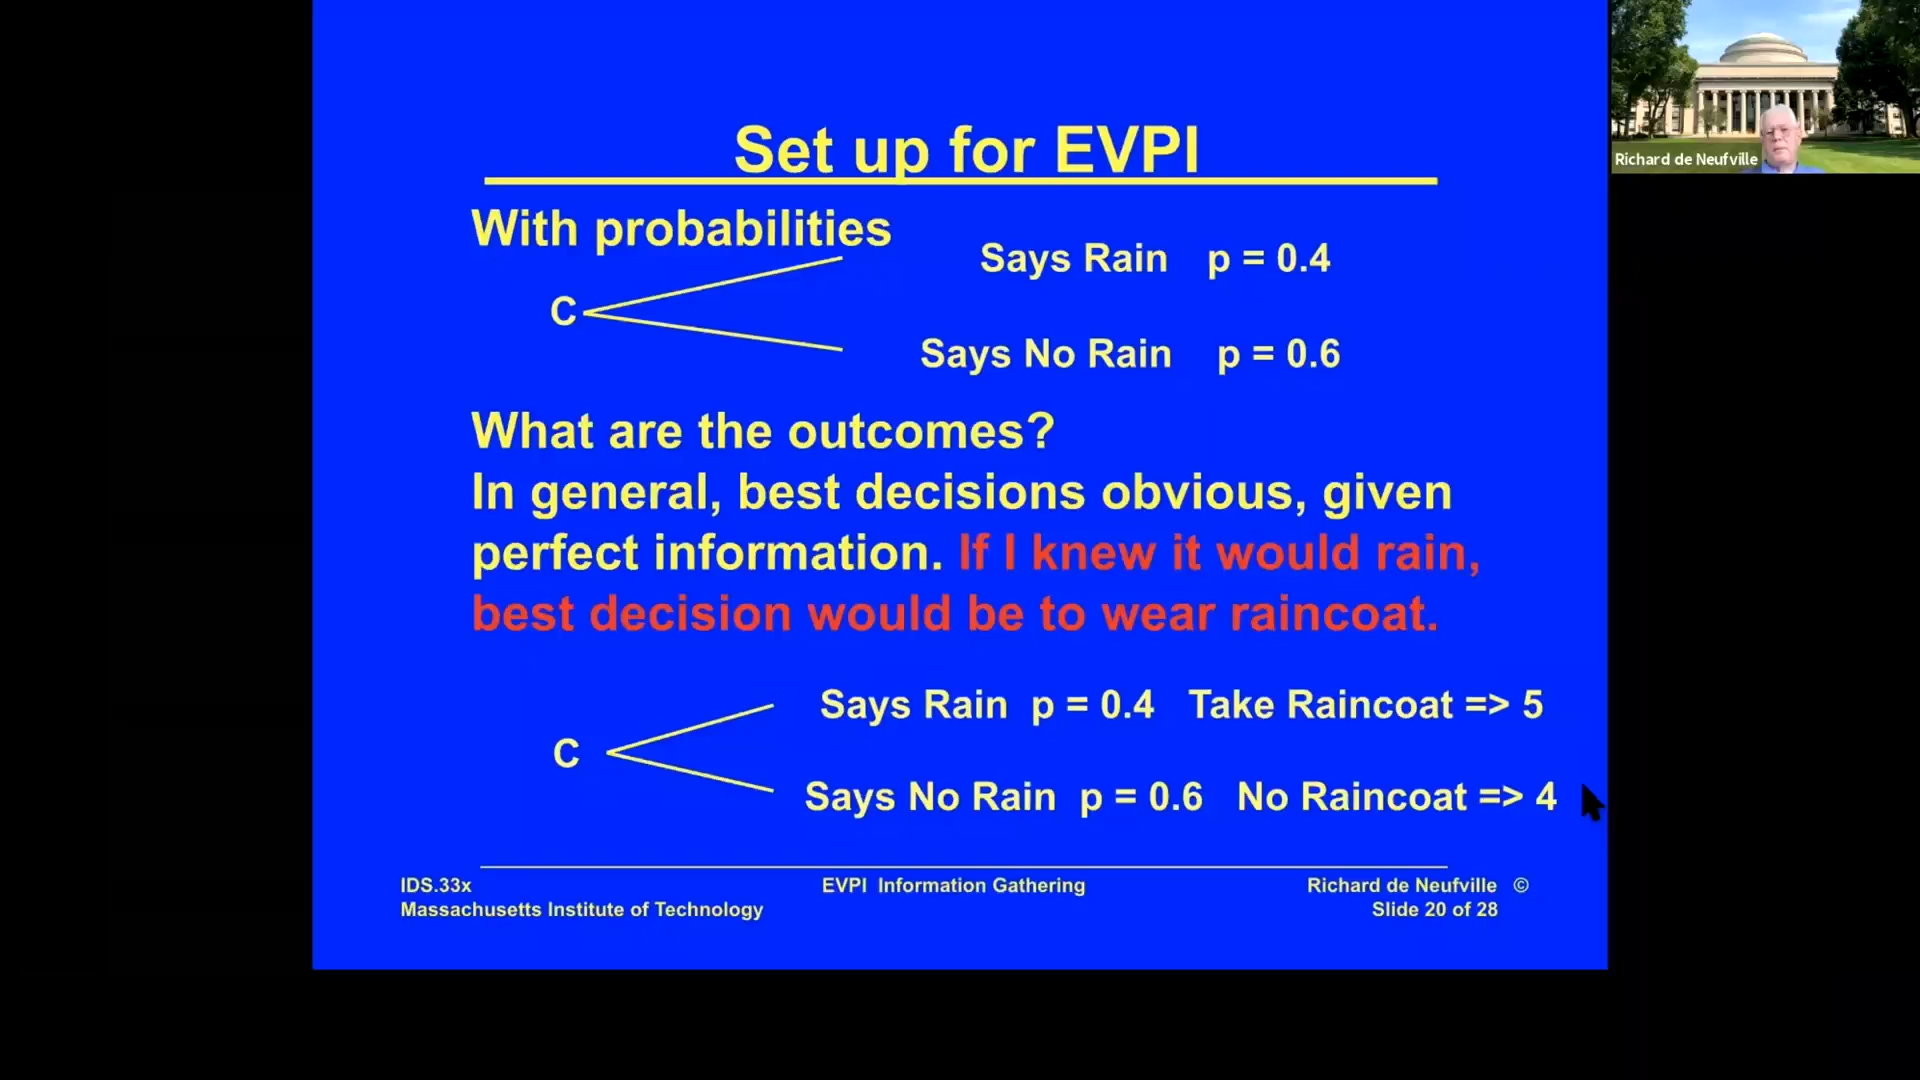 Set up for EVPI
Richard de Neufville
With probabilities
Says Rain p = 0.4
C
Says No Rain p = 0.6
What are the outcomes?
In general, best decisions obvious, given
perfect information. If I knew it would rain,
best decision would be to wear raincoat.
Says Rain p = 0.4 Take Raincoat => 5
C
Says No Rain p = 0.6 No Raincoat => 4
IDS.33x EVPI Information Gathering Richard de Neufville ©
Massachusetts Institute of Technology Slide 20 of 28